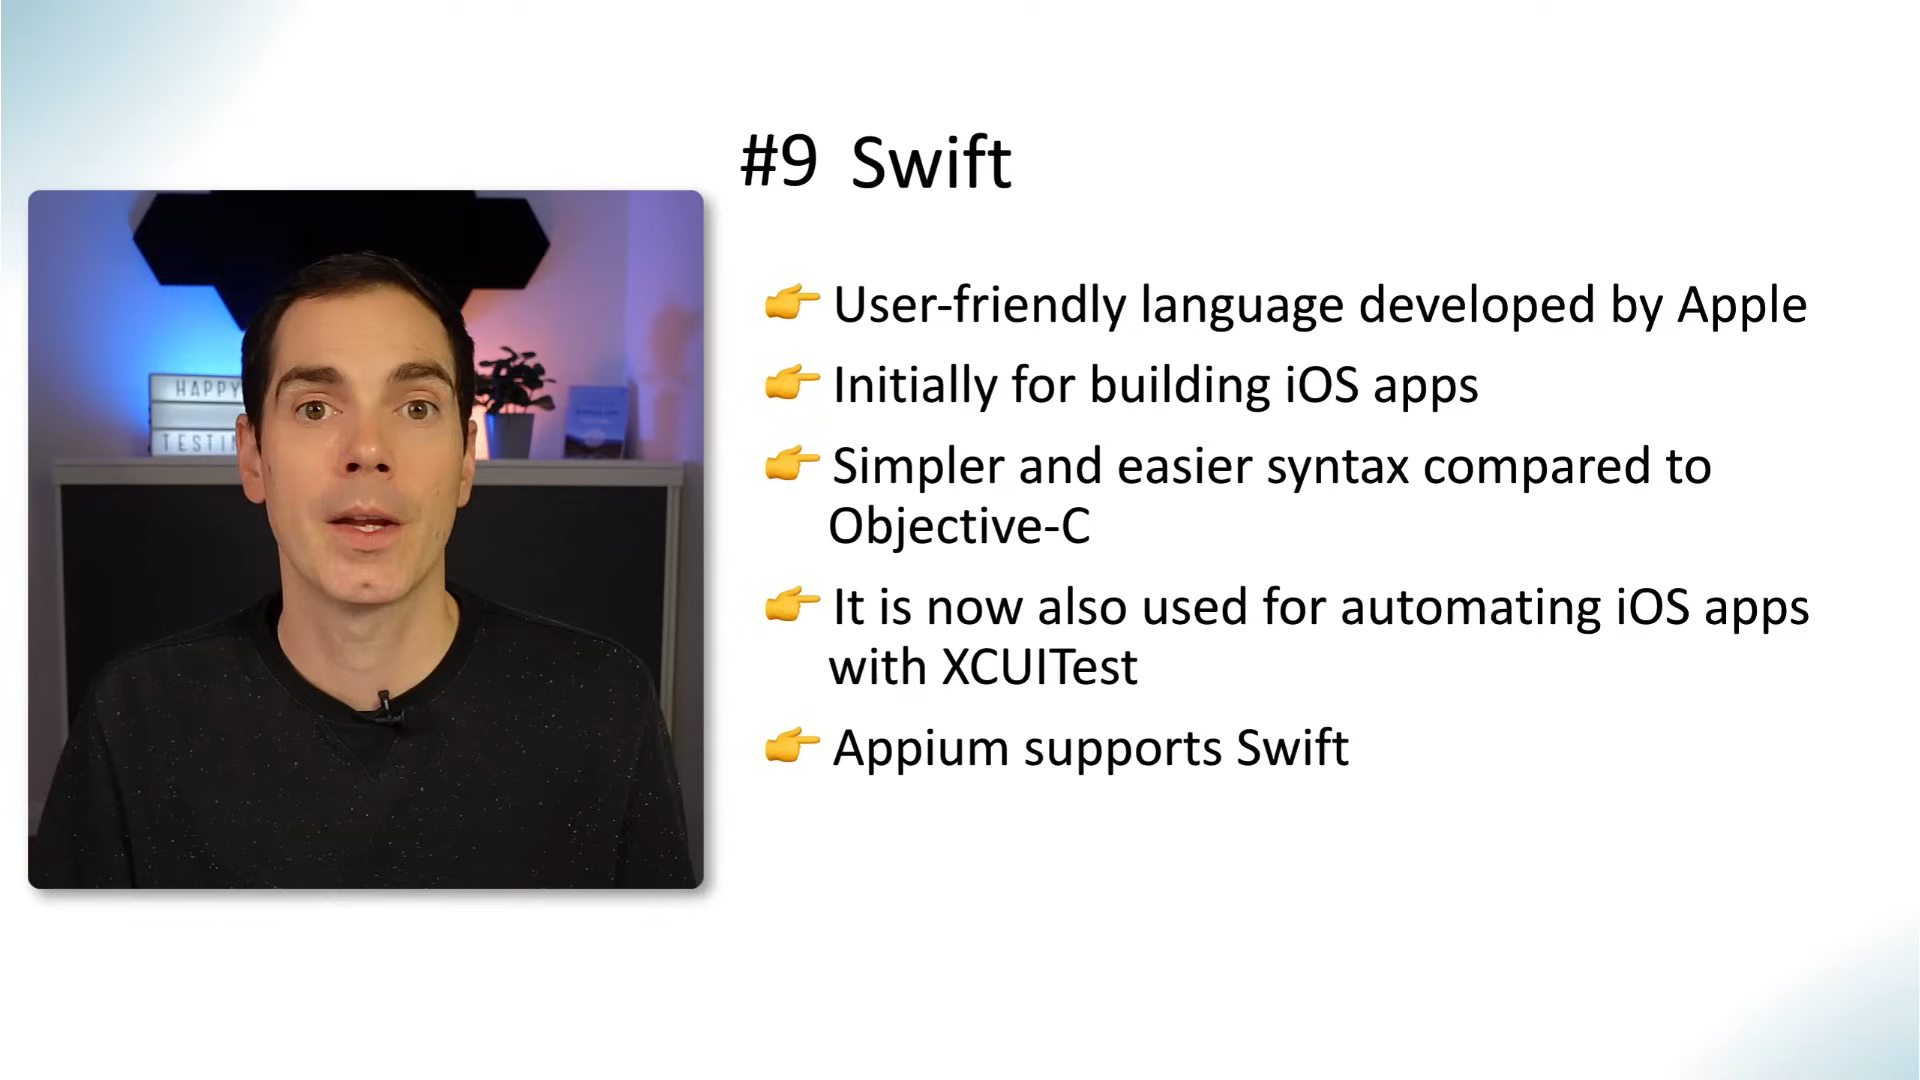 #9 Swift
👉 User-friendly language developed by Apple
👉 Initially for building iOS apps
👉 Simpler and easier syntax compared to
Objective-C
👉 It is now also used for automating iOS apps
with XCUITest
👉 Appium supports Swift
HAPPY
TESTIN